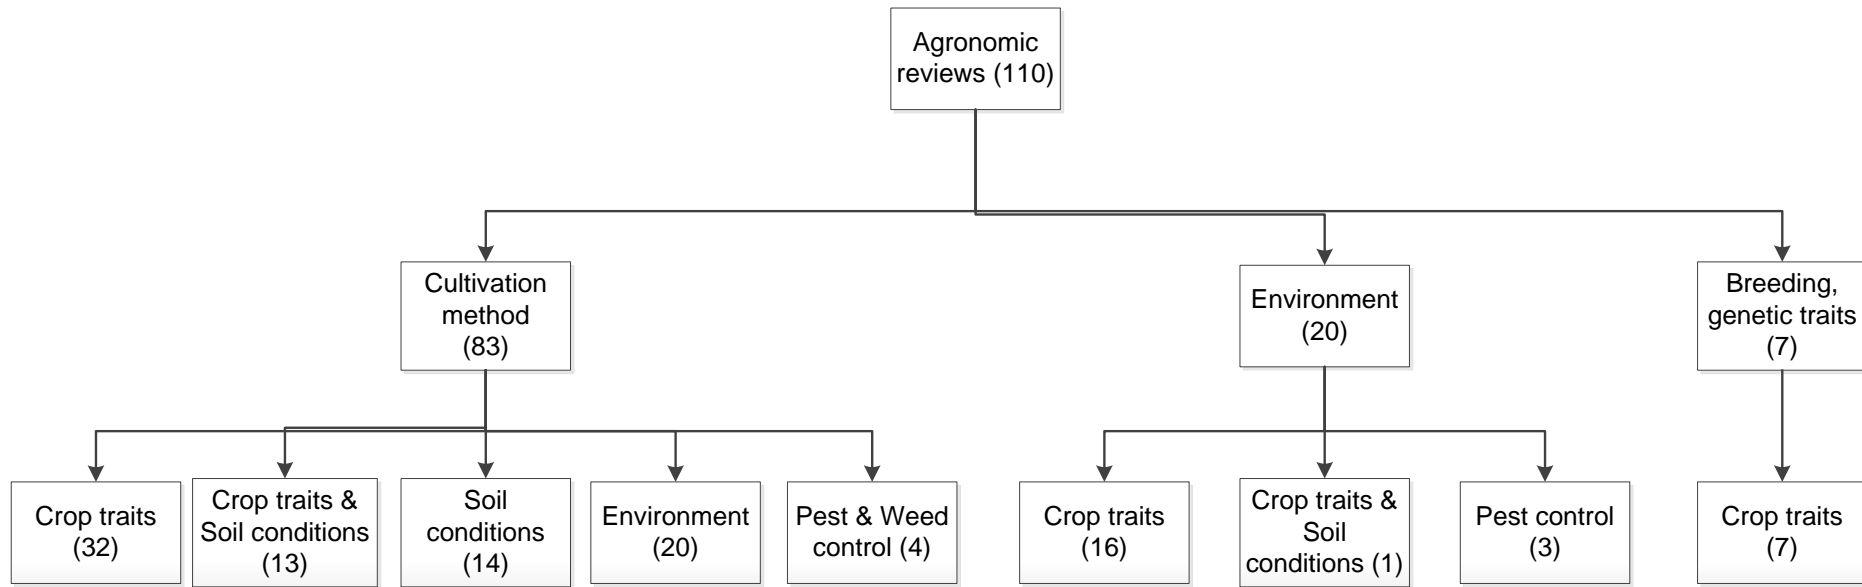 Agronomic
reviews (110)
Cultivation
method
(83)
Environment
(20)
Breeding,
genetic traits
(7)
Crop traits
(32)
Crop traits &
Soil conditions
(13)
Soil
conditions
(14)
Environment
(20)
Pest & Weed
control (4)
Crop traits
(16)
Crop traits &
Soil
conditions (1)
Pest control
(3)
Crop traits
(7)